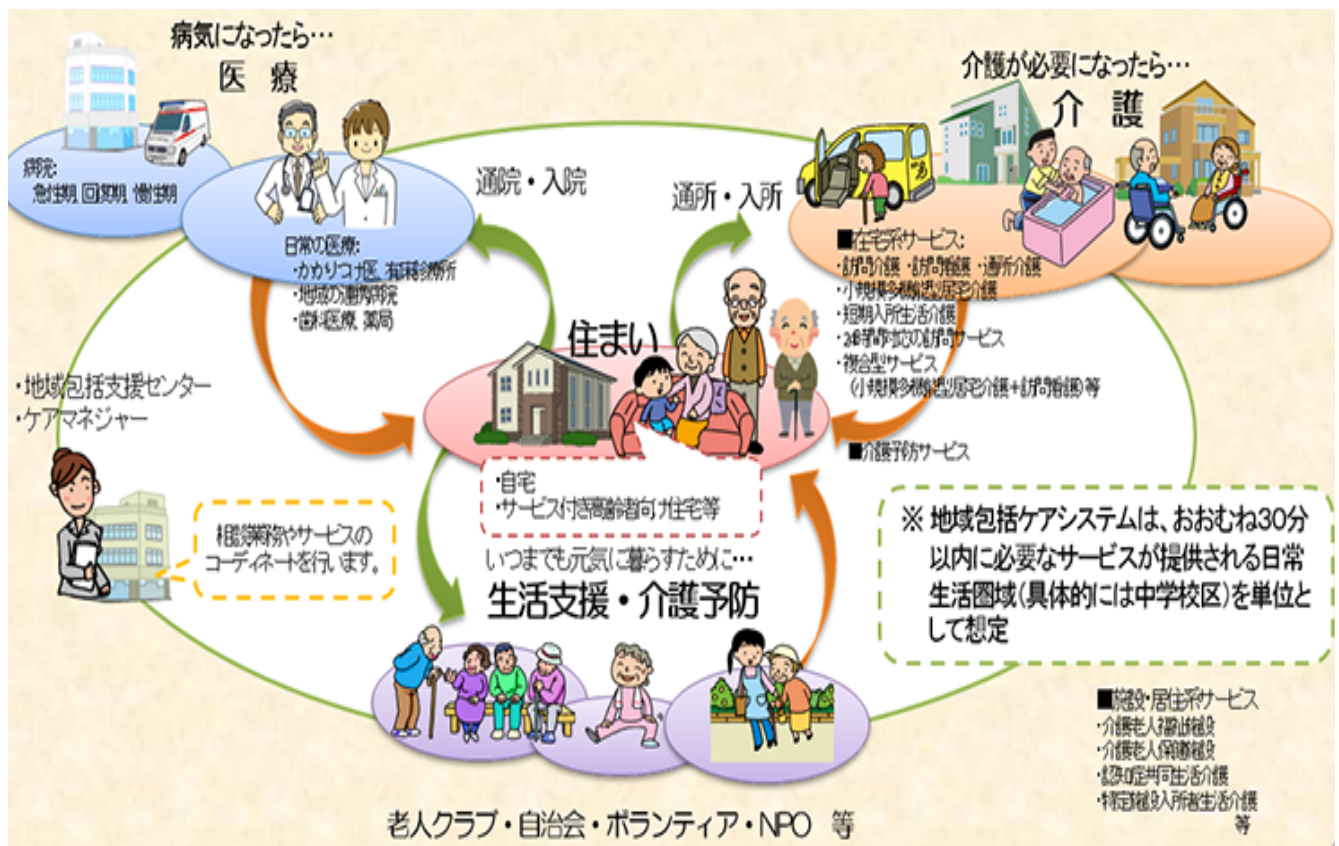 病気になったら…
医 療
病院:
急性期、回復期、慢性期
日常の医療:
・かかりつけ医、有床診療所
・地域の連携病院
・歯科医療、薬局
通院・入院
通所・入所
介護が必要になったら…
介 護
■在宅系サービス:
・訪問介護 ・訪問看護 ・通所介護
・小規模多機能型居宅介護
・短期入所生活介護
・24時間対応の訪問サービス
・複合型サービス
(小規模多機能型居宅介護+訪問看護)等
■介護予防サービス
住まい
・自宅
・サービス付き高齢者向け住宅等
・地域包括支援センター
・ケアマネジャー
相談業務やサービスの
コーディネートを行います。
いつまでも元気に暮らすために…
生活支援・介護予防
※ 地域包括ケアシステムは、おおむね30分
以内に必要なサービスが提供される日常
生活圏域(具体的には中学校区)を単位と
して想定
■施設・居住系サービス
・介護老人福祉施設
・介護老人保健施設
・認知症共同生活介護
・特定施設入所者生活介護
等
老人クラブ・自治会・ボランティア・NPO 等